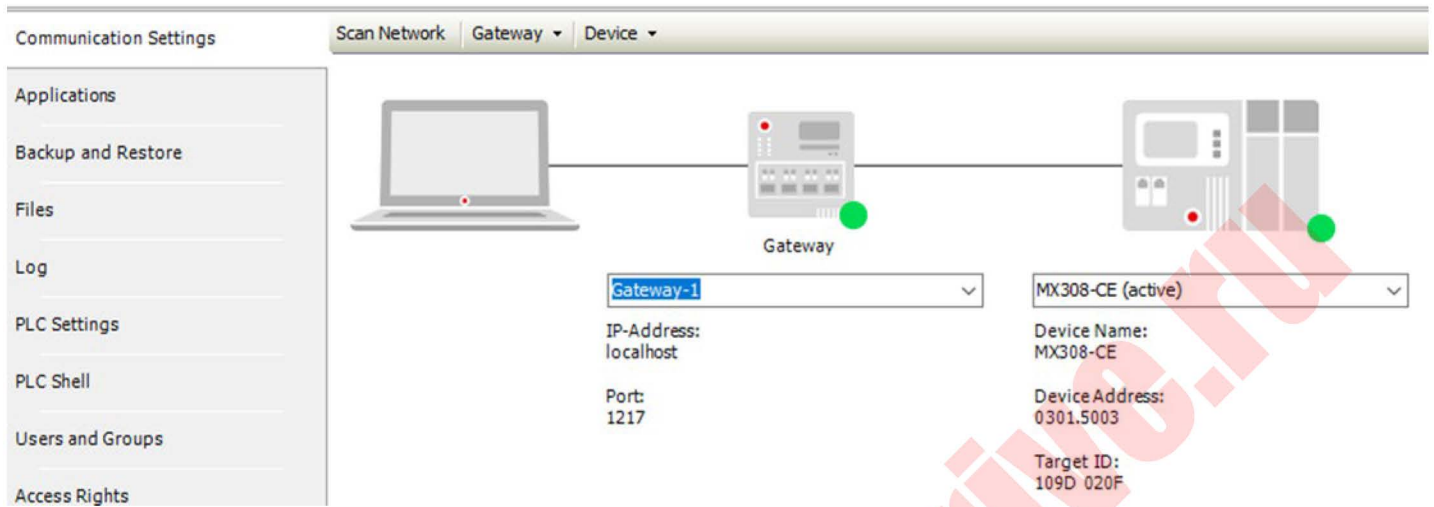 Communication Settings
Applications
Backup and Restore
Files
Log
PLC Settings
PLC Shell
Users and Groups
Access Rights
Scan Network
Gateway
Device
Gateway
Gateway-1
IP-Address:
localhost
Port:
1217
MX308-CE (active)
Device Name:
MX308-CE
Device Address:
0301.5003
Target ID:
109D 020F
rive.ru